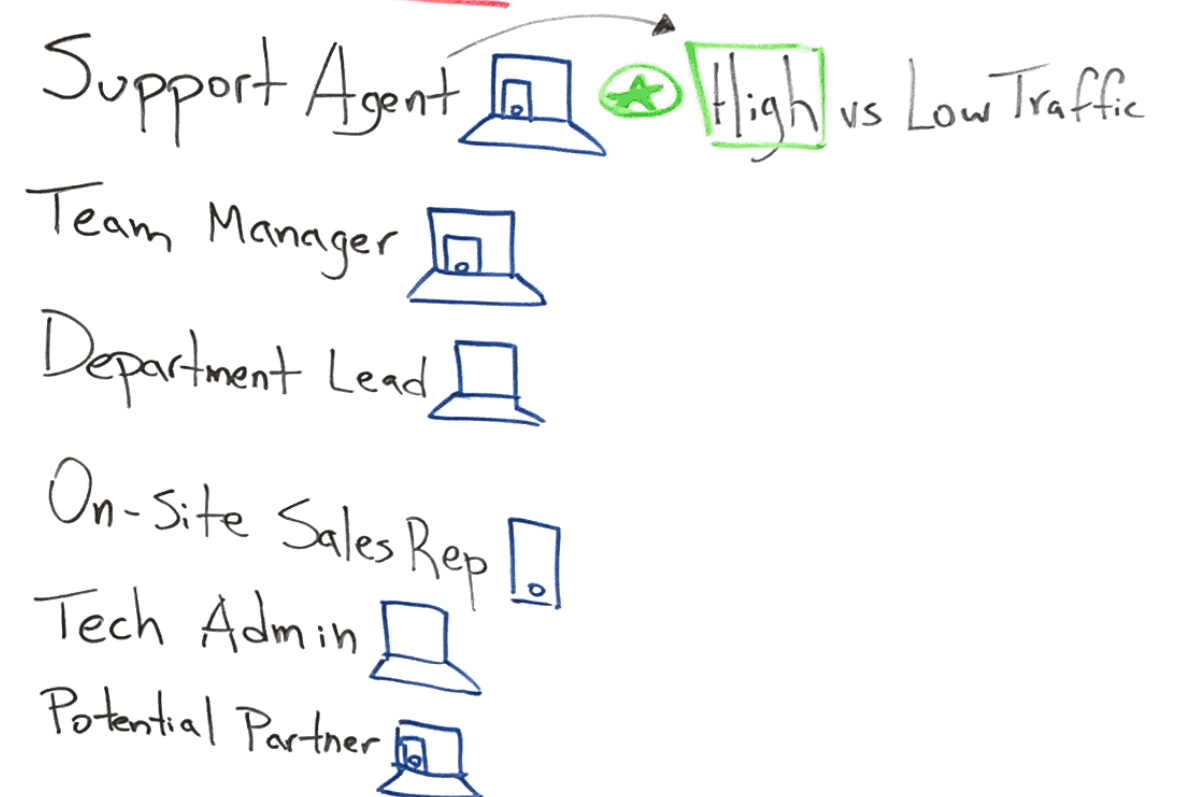 Support Agent High vs Low Traffic
Team Manager
Department Lead
On-Site Sales Rep
Tech Admin
Potential Partner